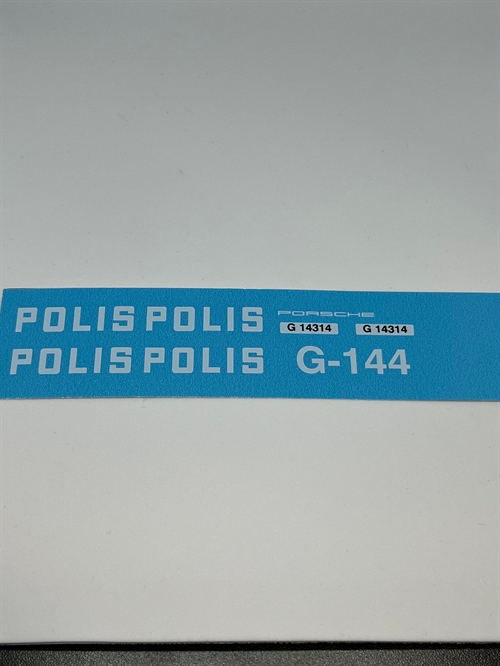 POLIS POLIS PORSCHE
G 14314 G 14314
POLIS POLIS G-144